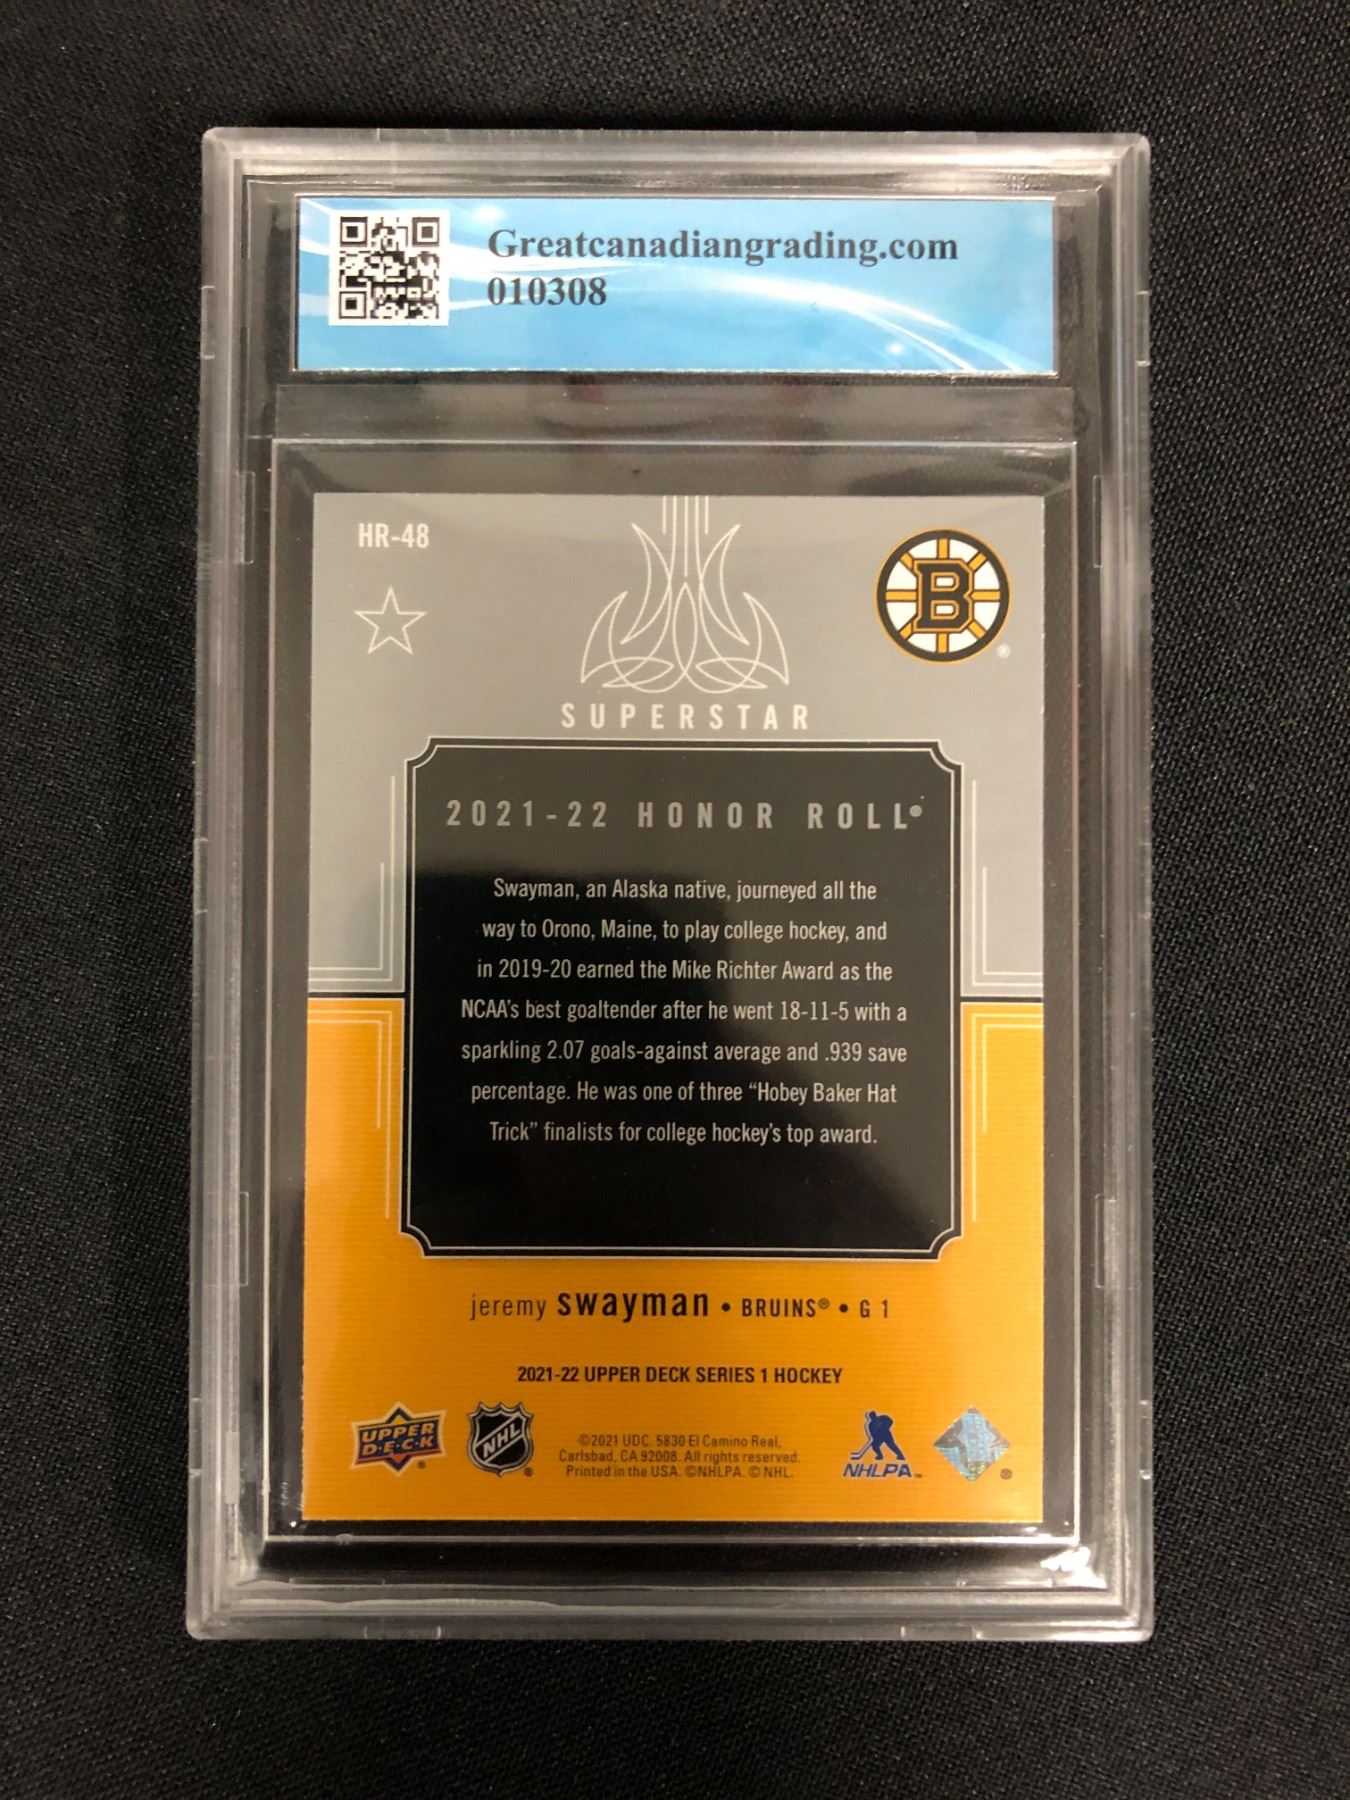 Greatcanadiangrading.com
010308
HR-48
B
®
SUPERSTAR
2021-22 HONOR ROLL®
Swayman, an Alaska native, journeyed all the
way to Orono, Maine, to play college hockey, and
in 2019-20 earned the Mike Richter Award as the
NCAA's best goaltender after he went 18-11-5 with a
sparkling 2.07 goals-against average and .939 save
percentage. He was one of three “Hobey Baker Hat
Trick” finalists for college hockey's top award.
jeremy swayman • BRUINS® • G 1
2021-22 UPPER DECK SERIES 1 HOCKEY
UPPER
D·E·C·K
®
NHL
®
©2021 UDC. 5830 El Camino Real,
Carlsbad, CA 92008. All rights reserved.
Printed in the USA. ©NHLPA. © NHL.
NHLPA™
®